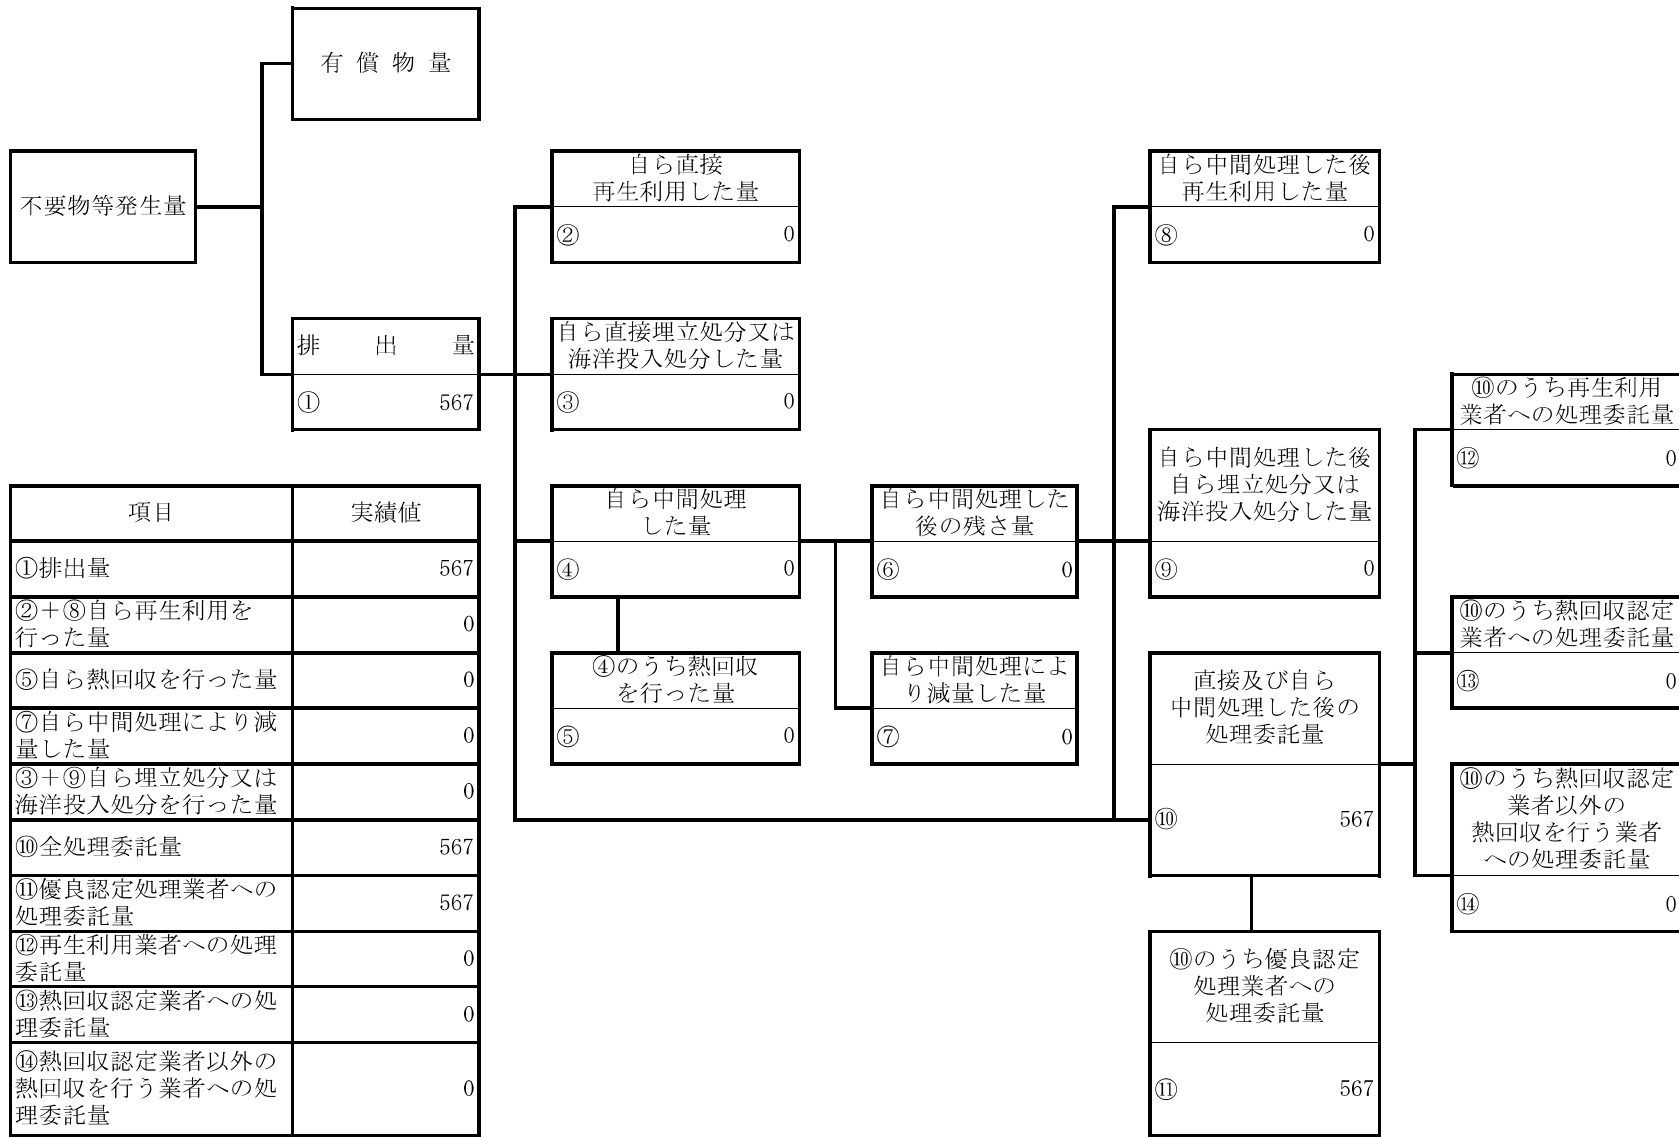 有 償 物 量
不要物等発生量
自ら直接
再生利用した量
② 0
自ら中間処理した後
再生利用した量
⑧ 0
排 出 量
① 567
自ら直接埋立処分又は
海洋投入処分した量
③ 0
⑩のうち再生利用
業者への処理委託量
⑫ 0
自ら中間処理した後
自ら埋立処分又は
海洋投入処分した量
⑨ 0
自ら中間処理
した量
④ 0
自ら中間処理した
後の残さ量
⑥ 0
⑩のうち熱回収認定
業者への処理委託量
⑬ 0
④のうち熱回収
を行った量
⑤ 0
自ら中間処理によ
り減量した量
⑦ 0
直接及び自ら
中間処理した後の
処理委託量
⑩ 567
⑩のうち熱回収認定
業者以外の
熱回収を行う業者
への処理委託量
⑭ 0
⑩のうち優良認定
処理業者への
処理委託量
⑪ 567
項目 実績値
①排出量 567
②+⑧自ら再生利用を
行った量 0
⑤自ら熱回収を行った量 0
⑦自ら中間処理により減
量した量 0
③+⑨自ら埋立処分又は
海洋投入処分を行った量 0
⑩全処理委託量 567
⑪優良認定処理業者への
処理委託量 567
⑫再生利用業者への処理
委託量 0
⑬熱回収認定業者への処
理委託量 0
⑭熱回収認定業者以外の
熱回収を行う業者への処
理委託量 0